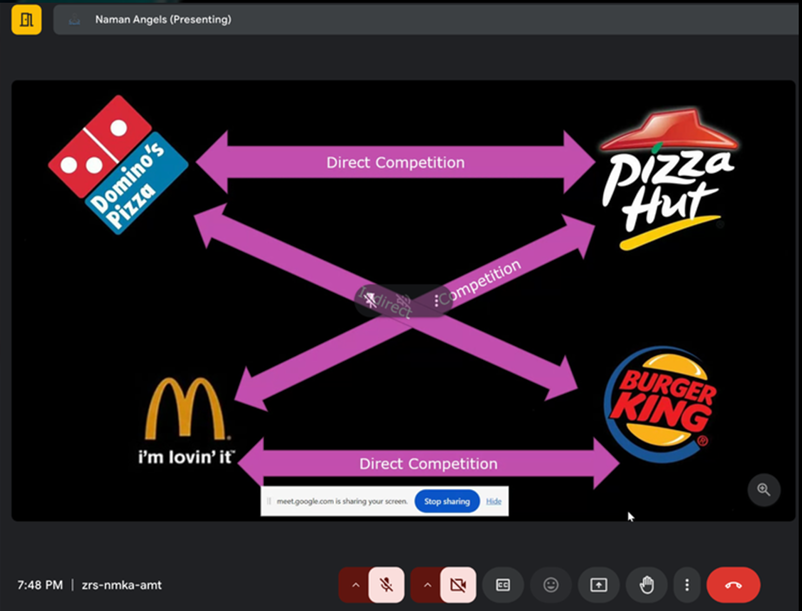 Naman Angels (Presenting)
Domino's
Pizza
Direct Competition
Pizza
Hut
Indirect
Competition
i'm lovin' it™
BURGER
KING®
Direct Competition
meet.google.com is sharing your screen.
Stop sharing
Hide
7:48 PM | zrs-nmka-amt